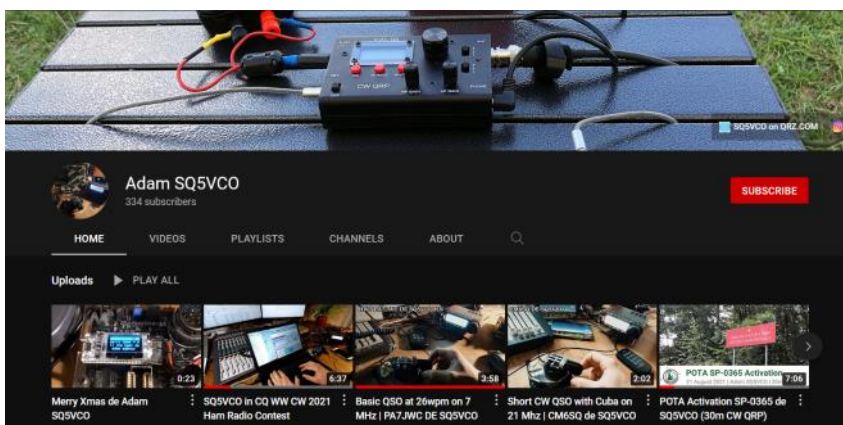 CW QRP
SQ5VCO on QRZ.COM
Adam SQ5VCO
334 subscribers
SUBSCRIBE
HOME VIDEOS PLAYLISTS CHANNELS ABOUT
Uploads PLAY ALL
0:23
6:37
3:58
2:02
POTA SP-0365 Activation
7:06
Merry Xmas de Adam
SQ5VCO
SQ5VCO in CQ WW CW 2021
Ham Radio Contest
Basic QSO at 26wpm on 7
MHz | PA7JWC DE SQ5VCO
Short CW QSO with Cuba on
21 Mhz | CM6SQ de SQ5VCO
POTA Activation SP-0365 de
SQ5VCO (30m CW QRP)